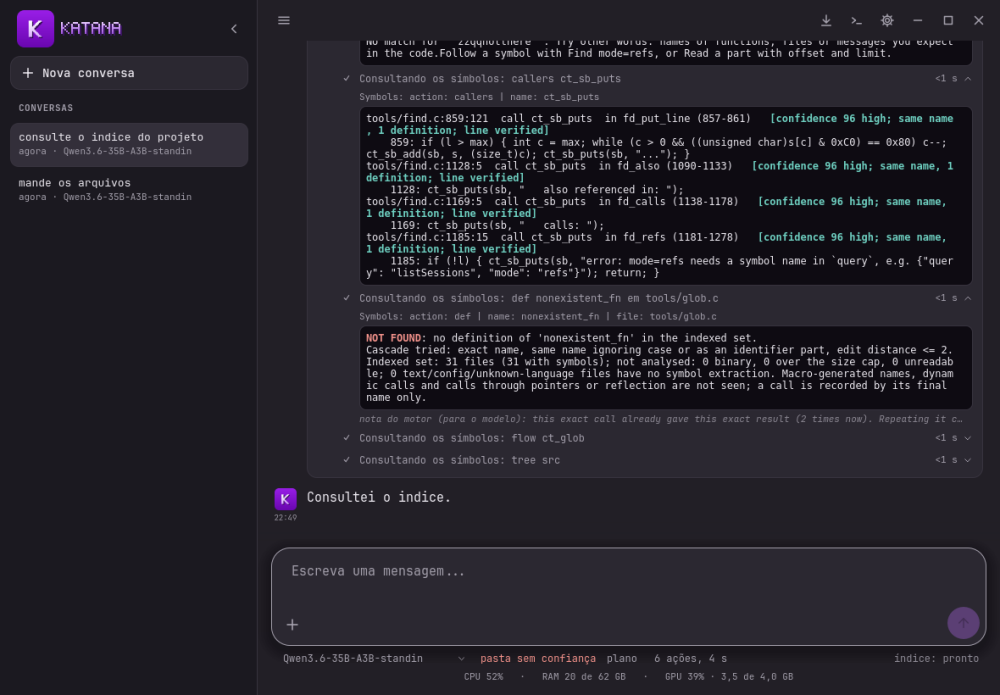 KATANA
Nova conversa
CONVERSAS
consulte o indice do projeto
agora · Qwen3.6-35B-A3B-standin
mande os arquivos
agora · Qwen3.6-35B-A3B-standin
in the code.Follow a symbol with Find mode=refs, or Read a part with offset and limit.
Consultando os símbolos: callers ct_sb_puts <1 s
Symbols: action: callers | name: ct_sb_puts
tools/find.c:859:121  call ct_sb_puts  in fd_put_line (857-861)   [confidence 96 high; same name
, 1 definition; line verified]
    859: if (l > max) { int c = max; while (c > 0 && ((unsigned char)s[c] & 0xC0) == 0x80) c--;
ct_sb_add(sb, s, (size_t)c); ct_sb_puts(sb, "..."); }
tools/find.c:1128:5  call ct_sb_puts  in fd_also (1090-1133)   [confidence 96 high; same name, 1
definition; line verified]
    1128: ct_sb_puts(sb, "   also referenced in: ");
tools/find.c:1169:5  call ct_sb_puts  in fd_calls (1138-1178)   [confidence 96 high; same name,
1 definition; line verified]
    1169: ct_sb_puts(sb, "   calls: ");
tools/find.c:1185:15  call ct_sb_puts  in fd_refs (1181-1278)   [confidence 96 high; same name,
1 definition; line verified]
    1185: if (!l) { ct_sb_puts(sb, "error: mode=refs needs a symbol name in `query`, e.g. {"quer
y": "listSessions", "mode": "refs"}"); return; }
Consultando os símbolos: def nonexistent_fn em tools/glob.c <1 s
Symbols: action: def | name: nonexistent_fn | file: tools/glob.c
NOT FOUND: no definition of 'nonexistent_fn' in the indexed set.
Cascade tried: exact name, same name ignoring case or as an identifier part, edit distance <= 2.
Indexed set: 31 files (31 with symbols); not analysed: 0 binary, 0 over the size cap, 0 unreadab
le; 0 text/config/unknown-language files have no symbol extraction. Macro-generated names, dynam
ic calls and calls through pointers or reflection are not seen; a call is recorded by its final
name only.
nota do motor (para o modelo): this exact call already gave this exact result (2 times now). Repeating it c…
Consultando os símbolos: flow ct_glob <1 s
Consultando os símbolos: tree src <1 s
Consultei o indice.
22:49
Escreva uma mensagem...
Qwen3.6-35B-A3B-standin pasta sem confiança plano 6 ações, 4 s índice: pronto
CPU 52% · RAM 20 de 62 GB · GPU 39% · 3,5 de 4,0 GB